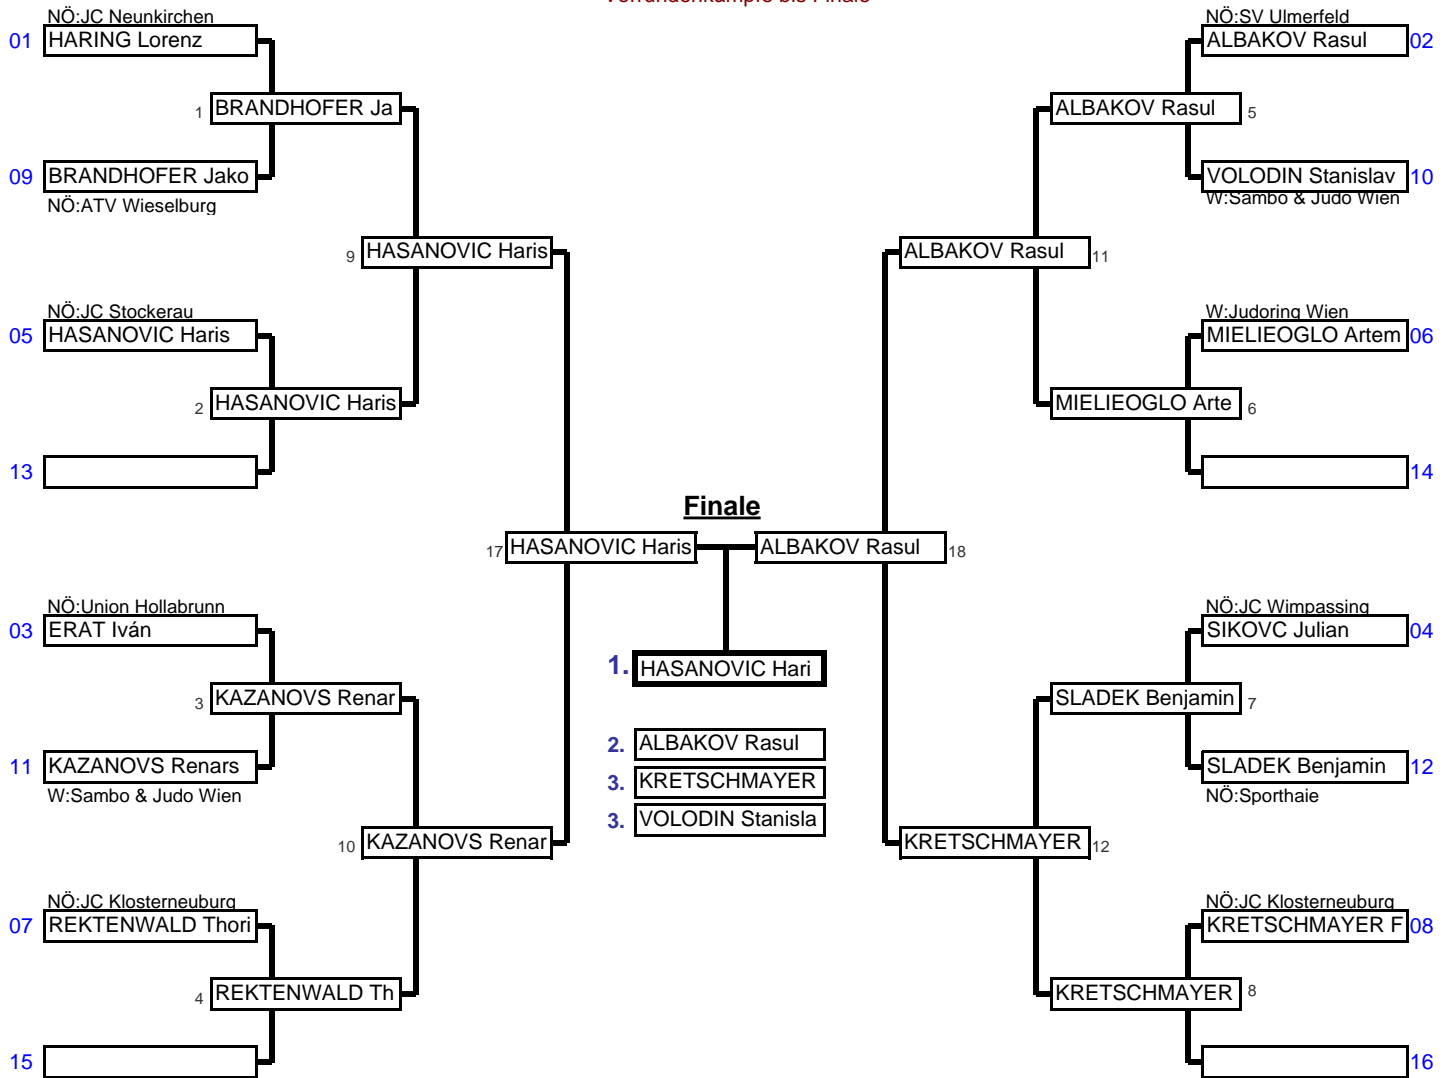 Vorrundenkämpfe bis Finale
NÖ:JC Neunkirchen
01 HARING Lorenz
1 BRANDHOFER Ja
09 BRANDHOFER Jako
NÖ:ATV Wieselburg
9 HASANOVIC Haris
NÖ:JC Stockerau
05 HASANOVIC Haris
2 HASANOVIC Haris
13
17 HASANOVIC Haris
NÖ:Union Hollabrunn
03 ERAT Iván
3 KAZANOVS Renar
11 KAZANOVS Renars
W:Sambo & Judo Wien
10 KAZANOVS Renar
NÖ:JC Klosterneuburg
07 REKTENWALD Thori
4 REKTENWALD Th
15
Finale
1. HASANOVIC Hari
2. ALBAKOV Rasul
3. KRETSCHMAYER
3. VOLODIN Stanisla
NÖ:SV Ulmerfeld
ALBAKOV Rasul 02
ALBAKOV Rasul 5
VOLODIN Stanislav 10
W:Sambo & Judo Wien
ALBAKOV Rasul 11
W:Judoring Wien
MIELIEOGLO Artem 06
MIELIEOGLO Arte 6
14
ALBAKOV Rasul 18
NÖ:JC Wimpassing
SIKOVC Julian 04
SLADEK Benjamin 7
SLADEK Benjamin 12
NÖ:Sporthaie
KRETSCHMAYER 12
NÖ:JC Klosterneuburg
KRETSCHMAYER F 08
KRETSCHMAYER 8
16